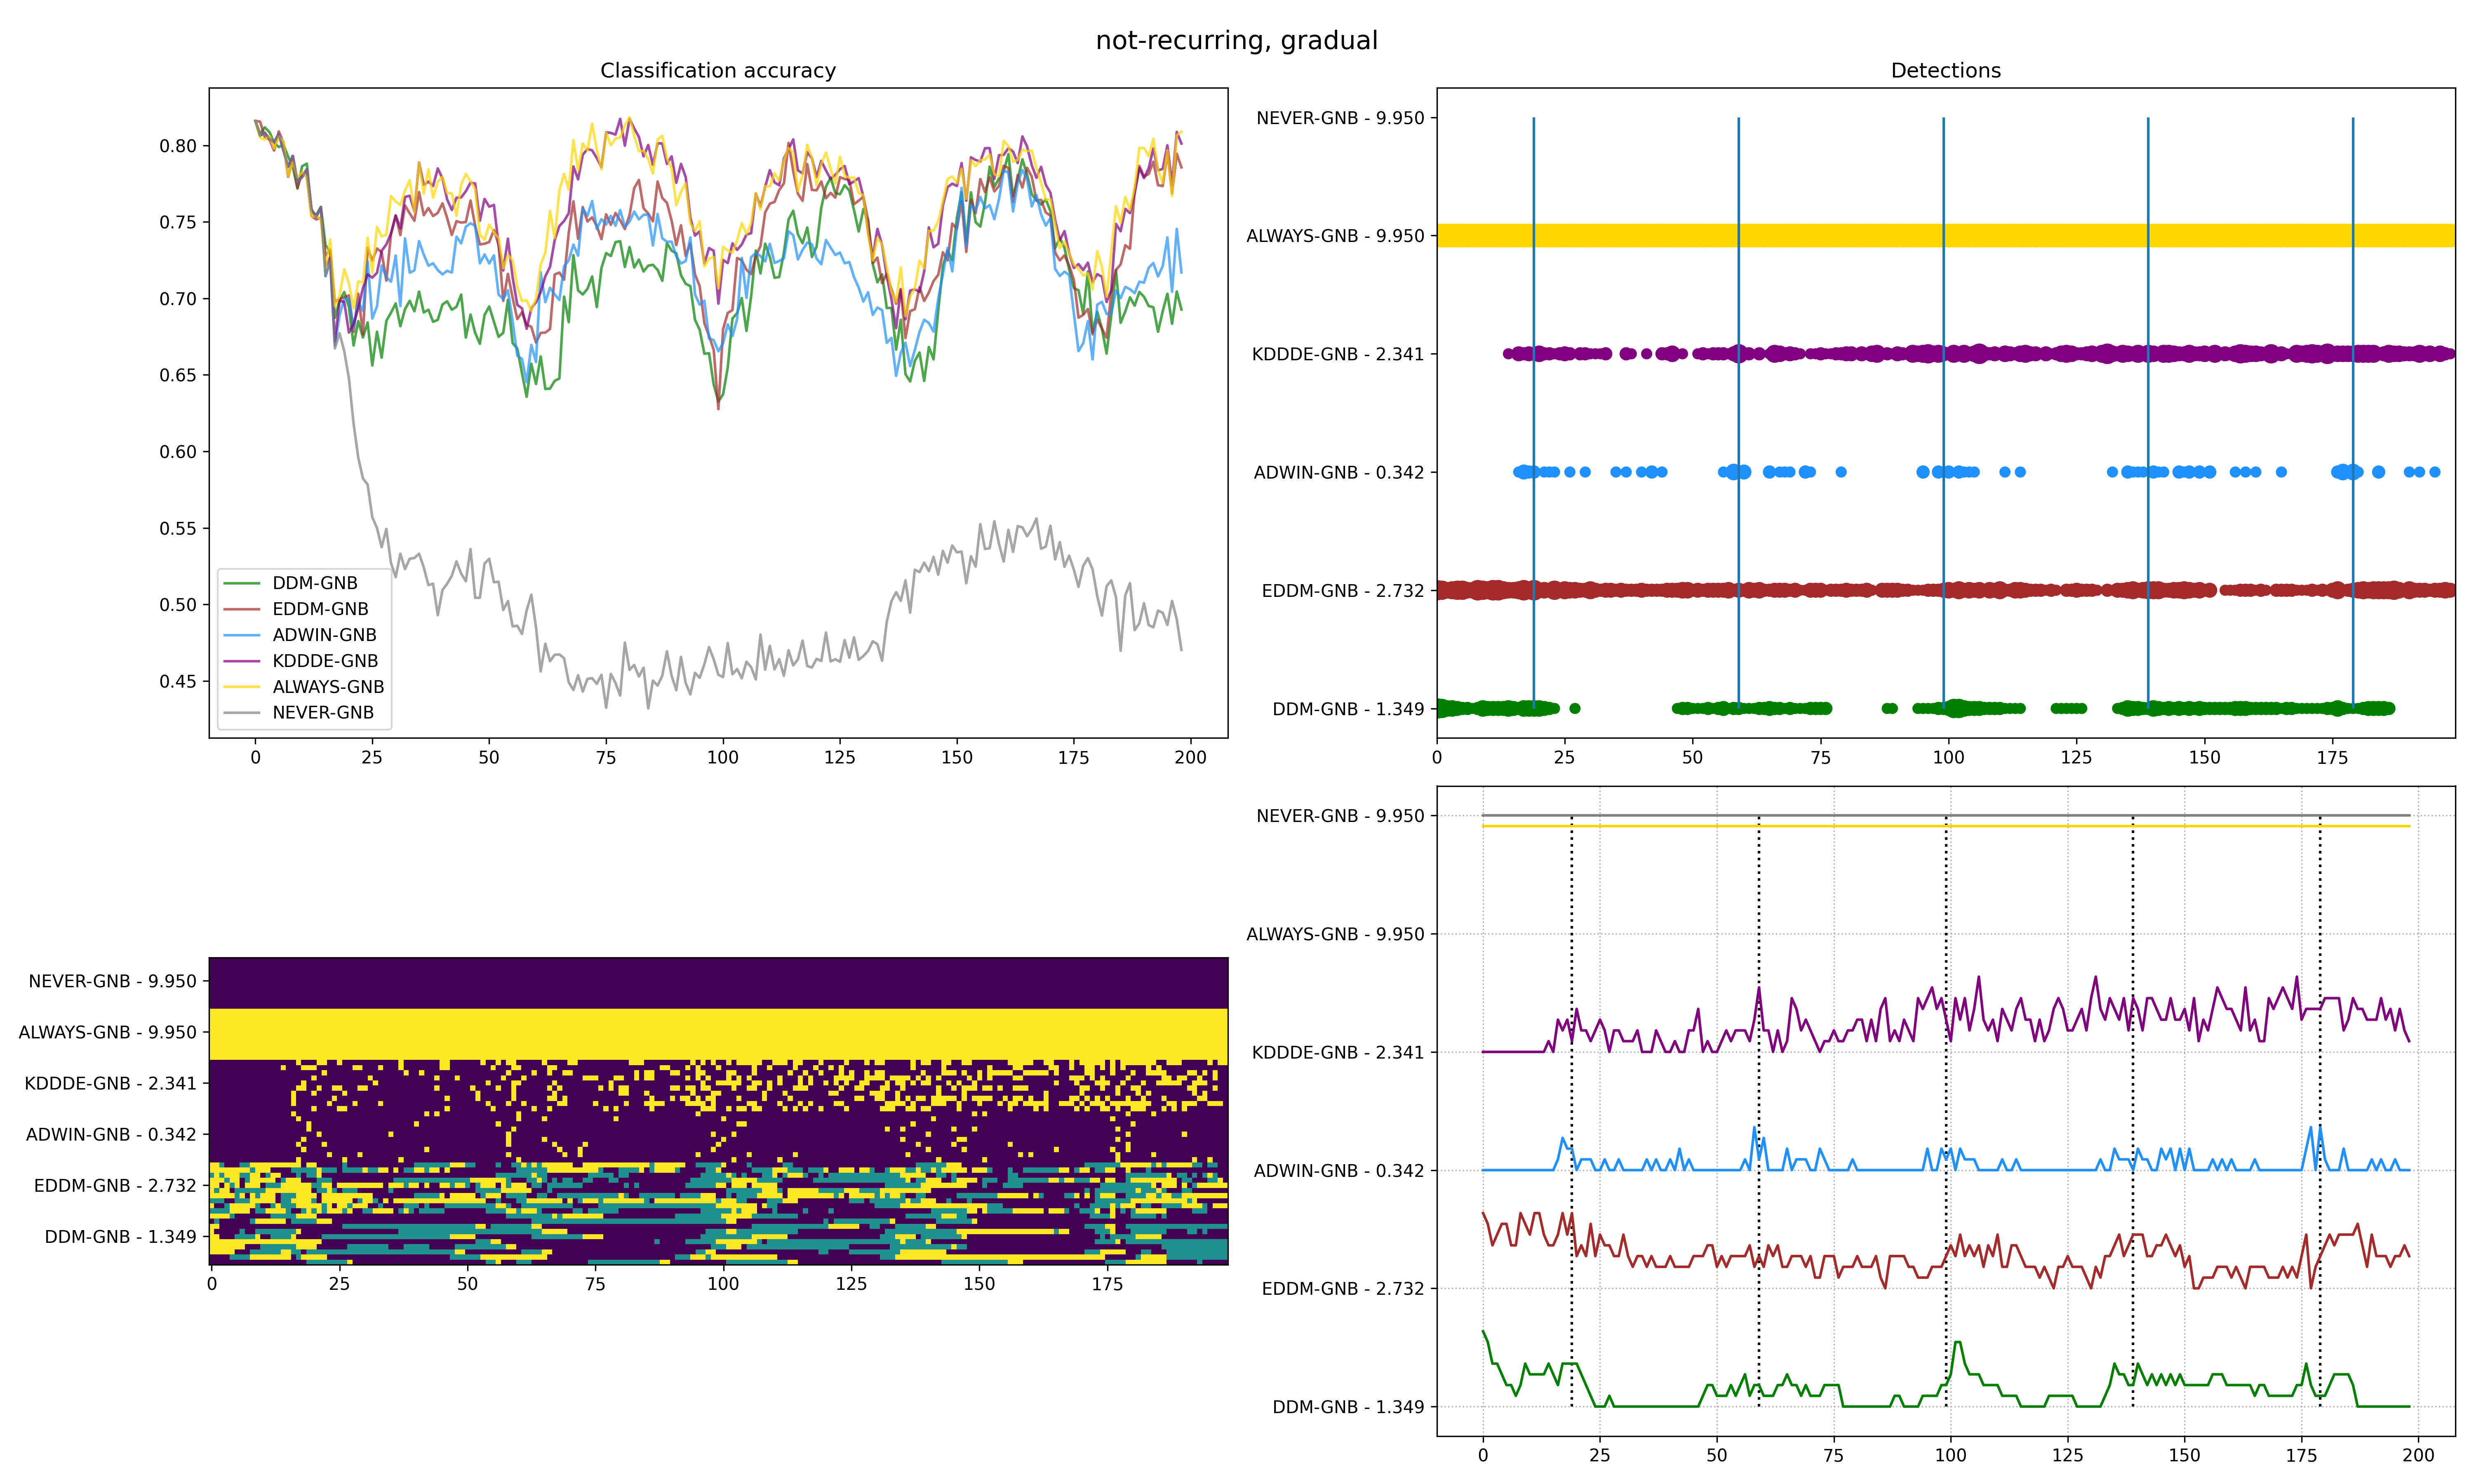 not-recurring, gradual
Classification accuracy
0.80
0.75
0.70
0.65
0.60
0.55
0.50
0.45
DDM-GNB
EDDM-GNB
ADWIN-GNB
KDDDE-GNB
ALWAYS-GNB
NEVER-GNB
0 25 50 75 100 125 150 175 200
Detections
NEVER-GNB - 9.950
ALWAYS-GNB - 9.950
KDDDE-GNB - 2.341
ADWIN-GNB - 0.342
EDDM-GNB - 2.732
DDM-GNB - 1.349
0 25 50 75 100 125 150 175
NEVER-GNB - 9.950
ALWAYS-GNB - 9.950
KDDDE-GNB - 2.341
ADWIN-GNB - 0.342
EDDM-GNB - 2.732
DDM-GNB - 1.349
0 25 50 75 100 125 150 175
NEVER-GNB - 9.950
ALWAYS-GNB - 9.950
KDDDE-GNB - 2.341
ADWIN-GNB - 0.342
EDDM-GNB - 2.732
DDM-GNB - 1.349
0 25 50 75 100 125 150 175 200